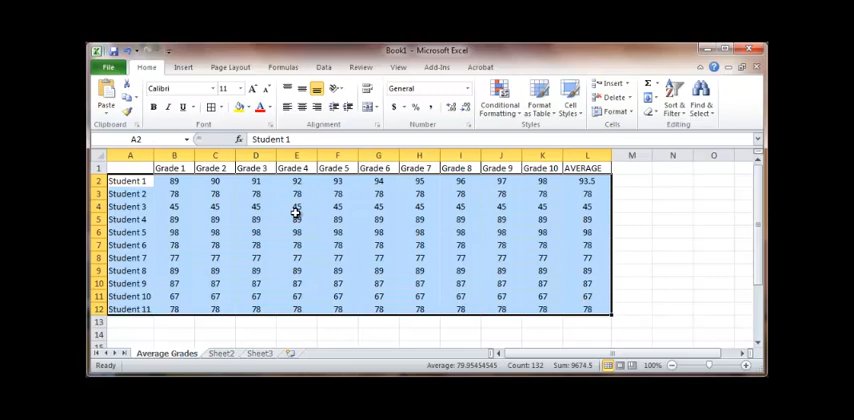 Book1 - Microsoft Excel
File Home Insert Page Layout Formulas Data Review View Add-Ins Acrobat
Calibri 11 A A General Insert Σ
Paste B I U A $ % , .0 .00 Conditional Formatting Format as Table Cell Styles Delete Format Sort & Filter Find & Select
Clipboard Font Alignment Number Styles Cells Editing
A2 fx Student 1
A B C D E F G H I J K L M N O
1 Grade 1 Grade 2 Grade 3 Grade 4 Grade 5 Grade 6 Grade 7 Grade 8 Grade 9 Grade 10 AVERAGE
2 Student 1 89 90 91 92 93 94 95 96 97 98 93.5
3 Student 2 78 78 78 78 78 78 78 78 78 78 78
4 Student 3 45 45 45 45 45 45 45 45 45 45 45
5 Student 4 89 89 89 89 89 89 89 89 89 89 89
6 Student 5 98 98 98 98 98 98 98 98 98 98 98
7 Student 6 78 78 78 78 78 78 78 78 78 78 78
8 Student 7 77 77 77 77 77 77 77 77 77 77 77
9 Student 8 89 89 89 89 89 89 89 89 89 89 89
10 Student 9 87 87 87 87 87 87 87 87 87 87 87
11 Student 10 67 67 67 67 67 67 67 67 67 67 67
12 Student 11 78 78 78 78 78 78 78 78 78 78 78
13
14
Average Grades Sheet2 Sheet3
Ready Average: 79.95454545 Count: 132 Sum: 9674.5 100%